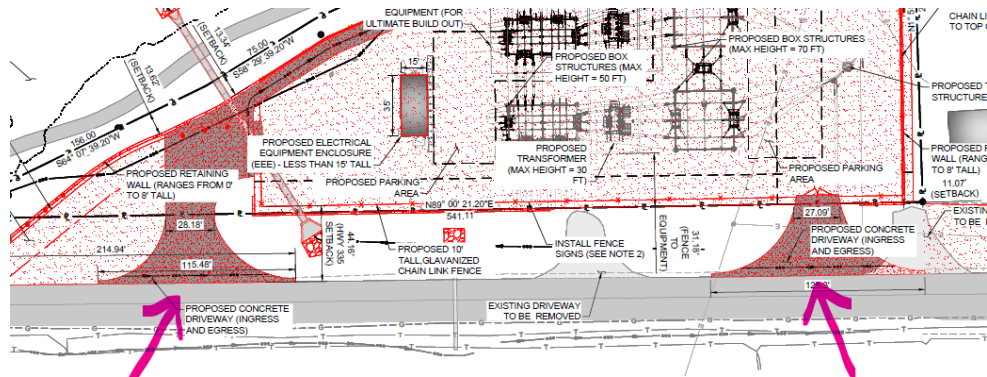 EQUIPMENT (FOR
ULTIMATE BUILD OUT)
CHAIN LI
TO TOP O
13.34'
(SETBACK)
75.00
S56° 29' 39.20"W
PROPOSED BOX STRUCTURES
(MAX HEIGHT = 70 FT)
PROPOSED BOX
STRUCTURES (MAX
HEIGHT = 50 FT)
15'
35'
13.62'
(SETBACK)
156.00
S64° 07' 39.20"W
PROPOSED T
STRUCTURE
PROPOSED ELECTRICAL
EQUIPMENT ENCLOSURE
(EEE) - LESS THAN 15' TALL
PROPOSED
TRANSFORMER
(MAX HEIGHT = 30
FT)
PROPOSED R
WALL (RANG
TO 8' TALL)
PROPOSED RETAINING
WALL (RANGES FROM 0'
TO 8' TALL)
PROPOSED PARKING
AREA
PROPOSED PARKING
AREA
11.07'
(SETBACK)
N89° 00' 21.20"E
541.11
27.09'
EXISTIN
TO BE
28.18'
44.16'
(HWY 335
SETBACK)
PROPOSED 10'
TALL,GLAVANIZED
CHAIN LINK FENCE
INSTALL FENCE
SIGNS (SEE NOTE 2)
31.18'
(FENCE
TO
EQUIPMENT)
PROPOSED CONCRETE
DRIVEWAY (INGRESS
AND EGRESS)
214.94'
115.48'
PROPOSED CONCRETE
DRIVEWAY (INGRESS
AND EGRESS)
EXISTING DRIVEWAY
TO BE REMOVED
G G G G G
T T T T T T